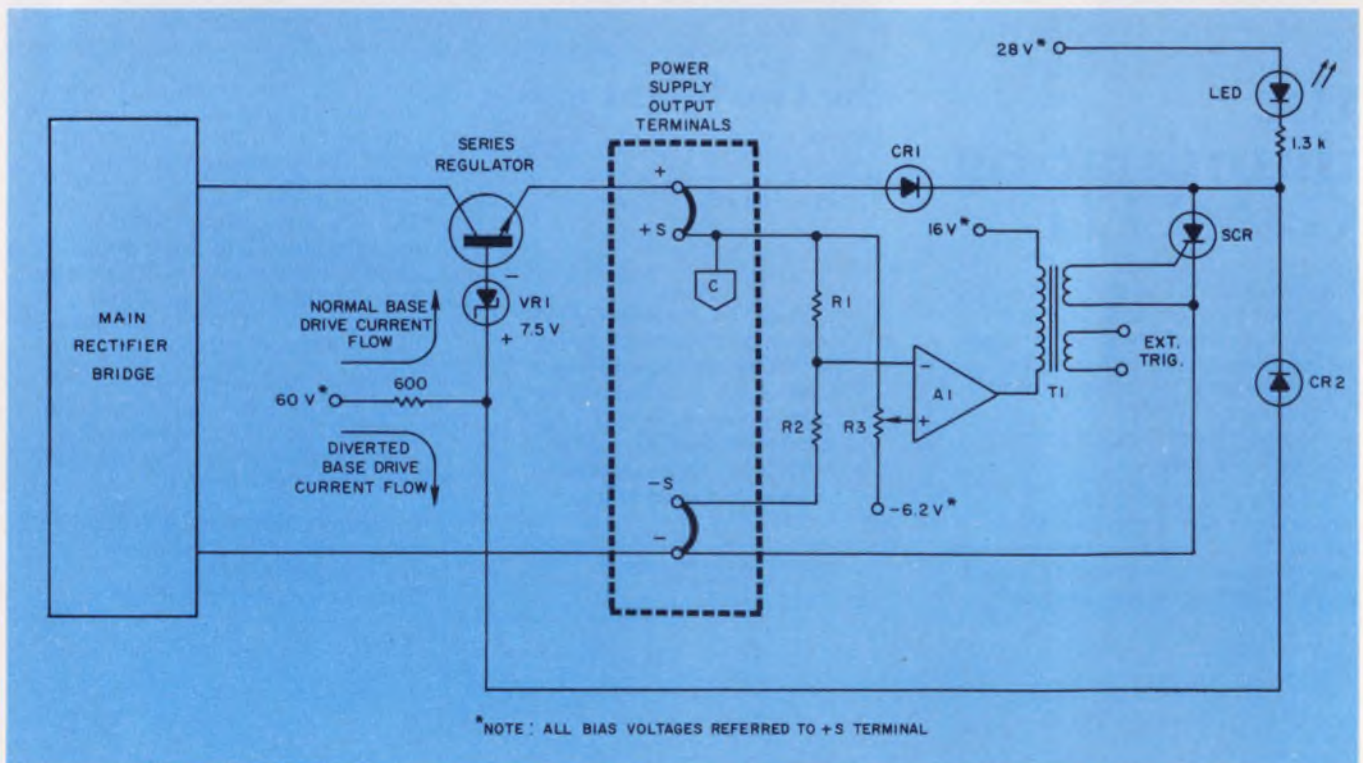 28 V*
LED
1.3 k
POWER
SUPPLY
OUTPUT
TERMINALS
SERIES
REGULATOR
CR1
+
+S
16 V*
SCR
C
MAIN
RECTIFIER
BRIDGE
NORMAL BASE
DRIVE CURRENT
FLOW
-
VR1
7.5 V
+
R1
EXT.
TRIG.
60 V*
600
-
A1
+
T1
CR2
R2
R3
DIVERTED
BASE DRIVE
CURRENT FLOW
-S
-6.2 V*
-
*NOTE: ALL BIAS VOLTAGES REFERRED TO +S TERMINAL